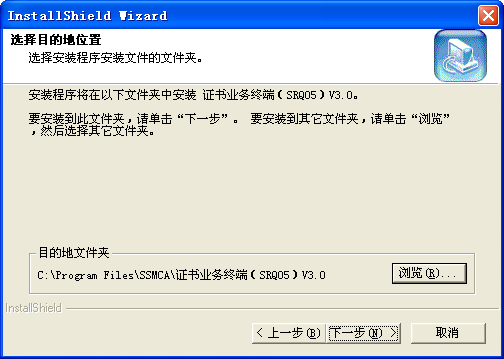 InstallShield Wizard
选择目的地位置
选择安装程序安装文件的文件夹。
安装程序将在以下文件夹中安装 证书业务终端(SRQ05)V3.0。
要安装到此文件夹,请单击“下一步”。 要安装到其它文件夹,请单击“浏览”
,然后选择其它文件夹。
目的地文件夹
C:\Program Files\SSMCA\证书业务终端(SRQ05)V3.0
浏览(R)...
InstallShield
< 上一步(B)
下一步(N) >
取消